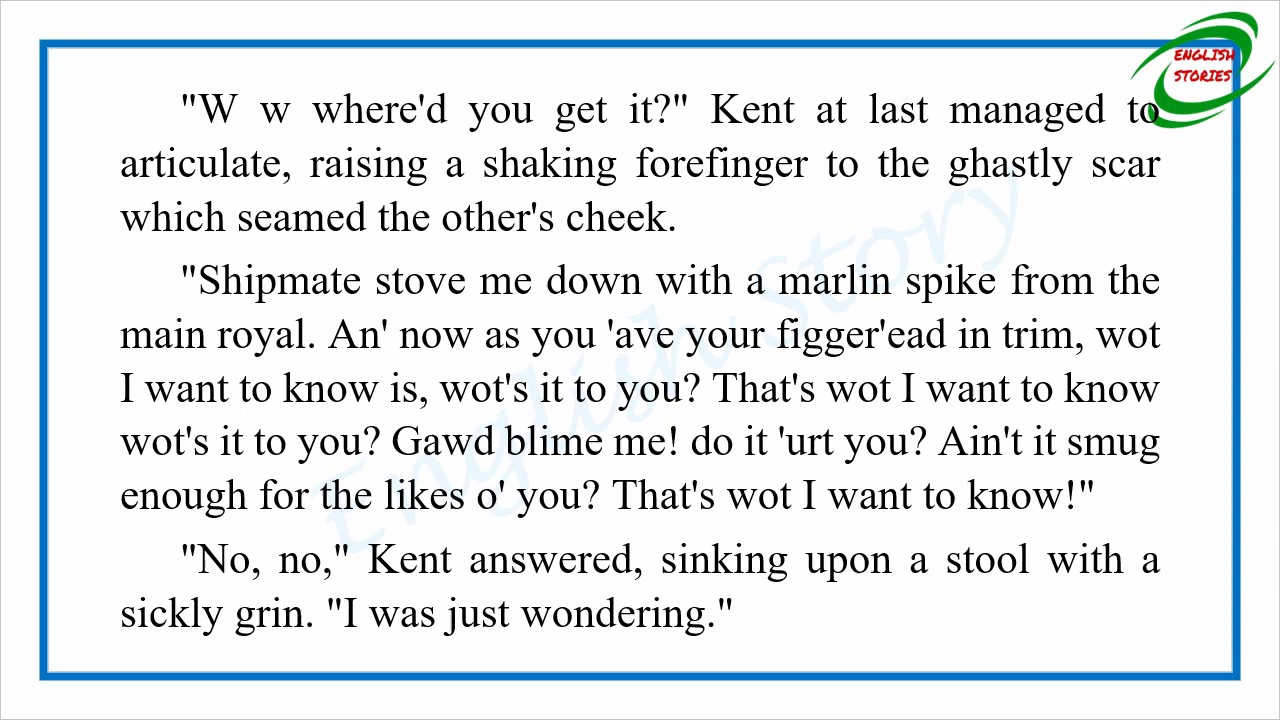 ENGLISH
STORIES
"W w where'd you get it?" Kent at last managed to
articulate, raising a shaking forefinger to the ghastly scar
which seamed the other's cheek.
"Shipmate stove me down with a marlin spike from the
main royal. An' now as you 'ave your figger'ead in trim, wot
I want to know is, wot's it to you? That's wot I want to know
wot's it to you? Gawd blime me! do it 'urt you? Ain't it smug
enough for the likes o' you? That's wot I want to know!"
"No, no," Kent answered, sinking upon a stool with a
sickly grin. "I was just wondering."
English Story